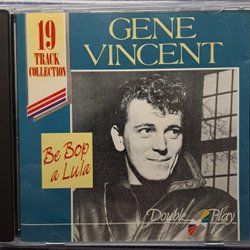 19
TRACK
COLLECTION
GENE
VINCENT
Be Bop
a Lula
Double Play